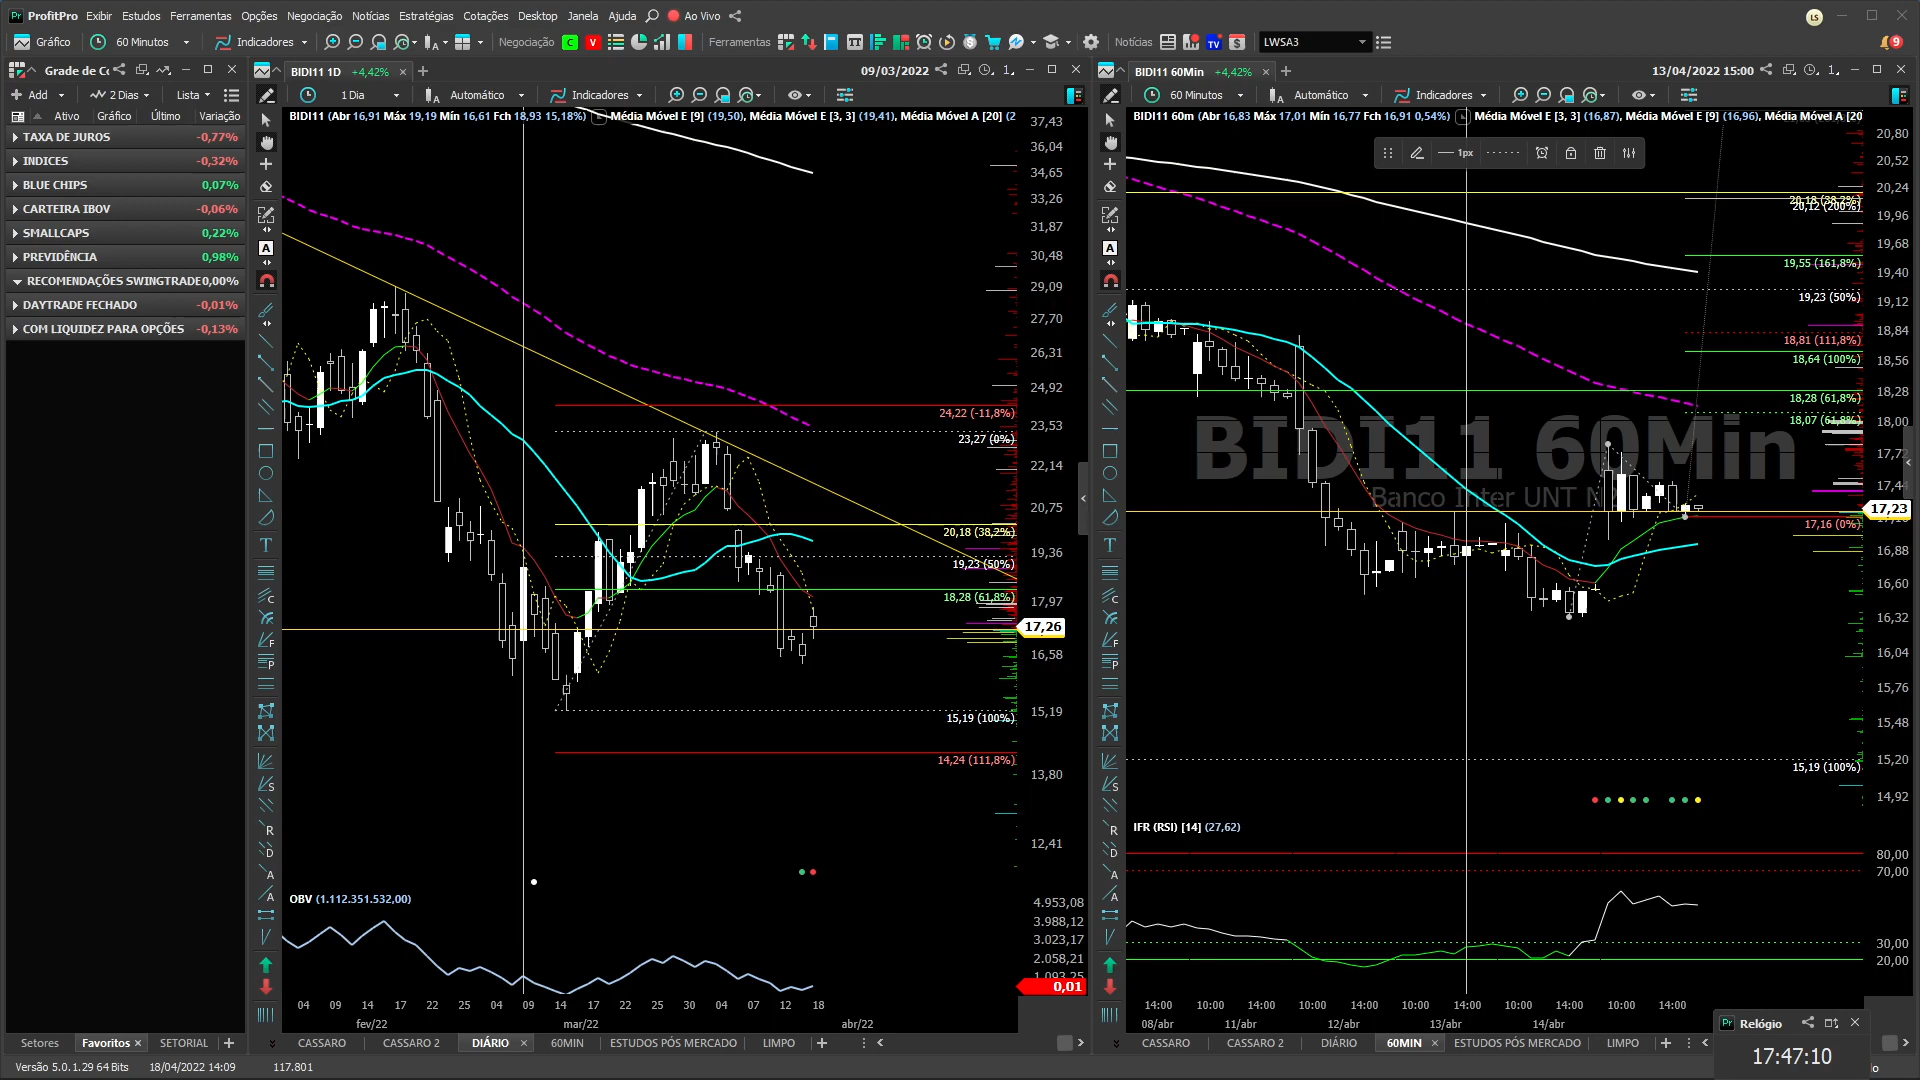 ProfitPro Exibir Estudos Ferramentas Opções Negociação Notícias Estratégias Cotações Desktop Janela Ajuda Ao Vivo
LS
Gráfico 60 Minutos Indicadores Negociação C V Ferramentas Notícias LWSA3
9
Grade de Co
Add 2 Dias Lista
Ativo Gráfico Último Variação
TAXA DE JUROS -0,77%
INDICES -0,32%
BLUE CHIPS 0,07%
CARTEIRA IBOV -0,06%
SMALLCAPS 0,22%
PREVIDÊNCIA 0,98%
RECOMENDAÇÕES SWINGTRADE 0,00%
DAYTRADE FECHADO -0,01%
COM LIQUIDEZ PARA OPÇÕES -0,13%
Setores Favoritos SETORIAL
BIDI11 1D +4,42% 09/03/2022
1 Dia Automático Indicadores
BIDI11 (Abr 16,91 Máx 19,19 Mín 16,61 Fch 18,93 15,18%) Média Móvel E [9] (19,50), Média Móvel E [3, 3] (19,41), Média Móvel A [20] (2
37,43
36,04
34,65
33,26
31,87
30,48
29,09
27,70
26,31
24,92
24,22 (-11,8%)
23,53
23,27 (0%)
22,14
20,75
20,18 (38,2%)
19,36
19,23 (50%)
18,28 (61,8%)
17,97
17,26
16,58
15,19
15,19 (100%)
14,24 (111,8%)
13,80
12,41
OBV (1.112.351.532,00)
4.953,08
3.988,12
3.023,17
2.058,21
1.093,25
0,01
04 09 14 17 22 25 04 09 14 17 22 25 30 04 07 12 18
fev/22 mar/22 abr/22
CASSARO CASSARO 2 DIÁRIO 60MIN ESTUDOS PÓS MERCADO LIMPO
BIDI11 60Min +4,42% 13/04/2022 15:00
60 Minutos Automático Indicadores
BIDI11 60m (Abr 16,83 Máx 17,01 Mín 16,77 Fch 16,91 0,54%) Média Móvel E [3, 3] (16,87), Média Móvel E [9] (16,96), Média Móvel A [20
1px
20,80
20,52
20,24
20,18 (38,2%)
20,12 (200%)
19,96
19,68
19,55 (161,8%)
19,40
19,23 (50%)
19,12
18,84
18,81 (111,8%)
18,64 (100%)
18,56
18,28
18,28 (61,8%)
18,07 (61,8%)
18,00
BIDI11 60Min
Banco Inter UNT
17,72
17,44
17,23
17,16 (0%)
16,88
16,60
16,32
16,04
15,76
15,48
15,20
15,19 (100%)
14,92
IFR (RSI) [14] (27,62)
80,00
70,00
30,00
20,00
14:00 10:00 14:00 10:00 14:00 10:00 14:00 10:00 14:00 10:00 14:00
08/abr 11/abr 12/abr 13/abr 14/abr
CASSARO CASSARO 2 DIÁRIO 60MIN ESTUDOS PÓS MERCADO LIMPO
Relógio
17:47:10
Versão 5.0.1.29 64 Bits 18/04/2022 14:09 117.801